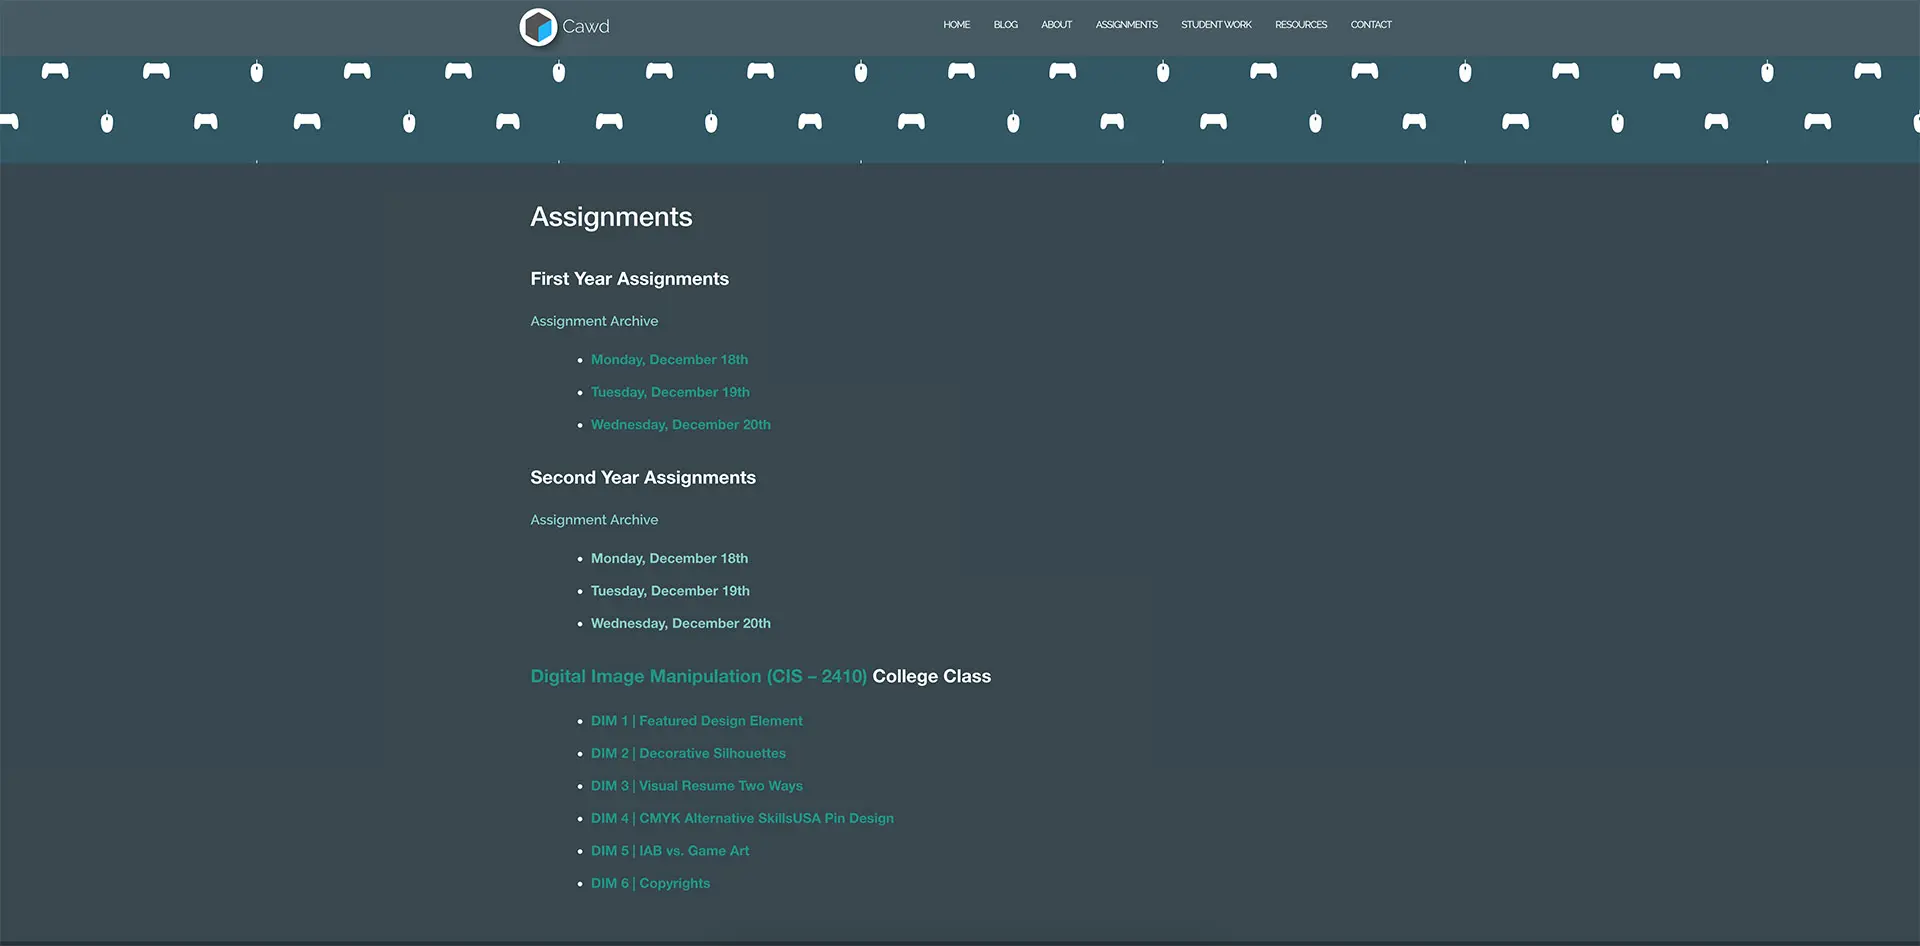 Cawd
HOME BLOG ABOUT ASSIGNMENTS STUDENT WORK RESOURCES CONTACT
Assignments
First Year Assignments
Assignment Archive
Monday, December 18th
Tuesday, December 19th
Wednesday, December 20th
Second Year Assignments
Assignment Archive
Monday, December 18th
Tuesday, December 19th
Wednesday, December 20th
Digital Image Manipulation (CIS – 2410) College Class
DIM 1 | Featured Design Element
DIM 2 | Decorative Silhouettes
DIM 3 | Visual Resume Two Ways
DIM 4 | CMYK Alternative SkillsUSA Pin Design
DIM 5 | IAB vs. Game Art
DIM 6 | Copyrights